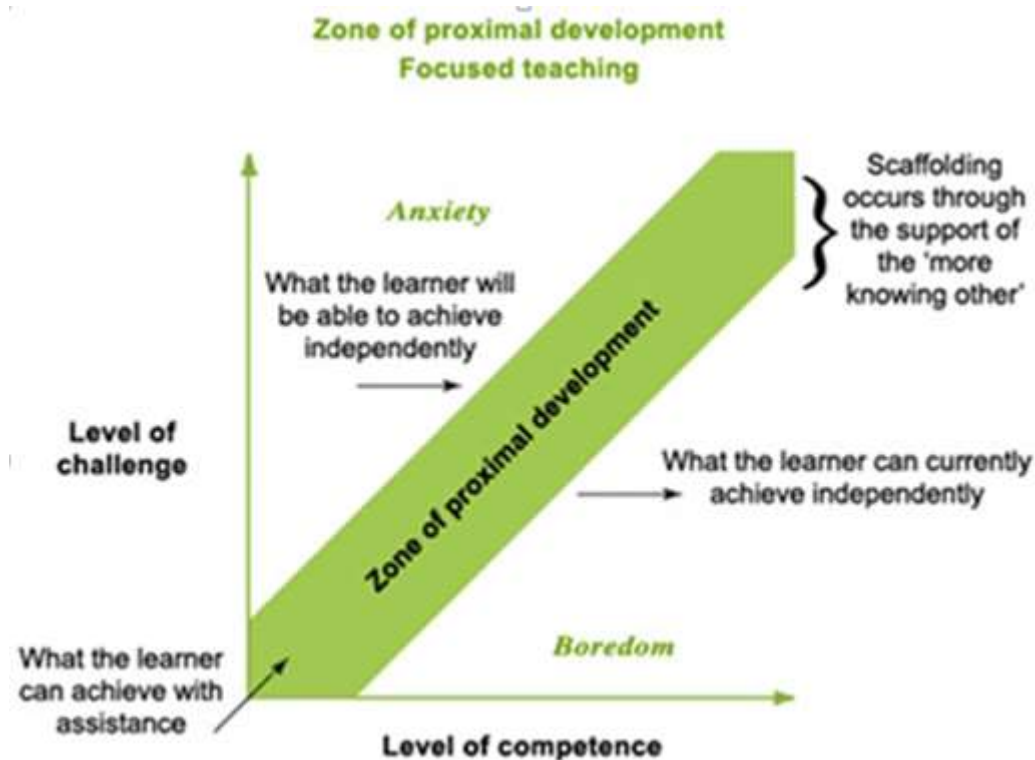 Zone of proximal development
Focused teaching
Anxiety
What the learner will
be able to achieve
independently
Scaffolding
occurs through
the support of
the 'more
knowing other'
Zone of proximal development
Level of
challenge
What the learner can currently
achieve independently
Boredom
What the learner
can achieve with
assistance
Level of competence